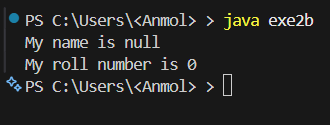 PS C:\Users\<Anmol> > java exe2b
My name is null
My roll number is 0
PS C:\Users\<Anmol> >